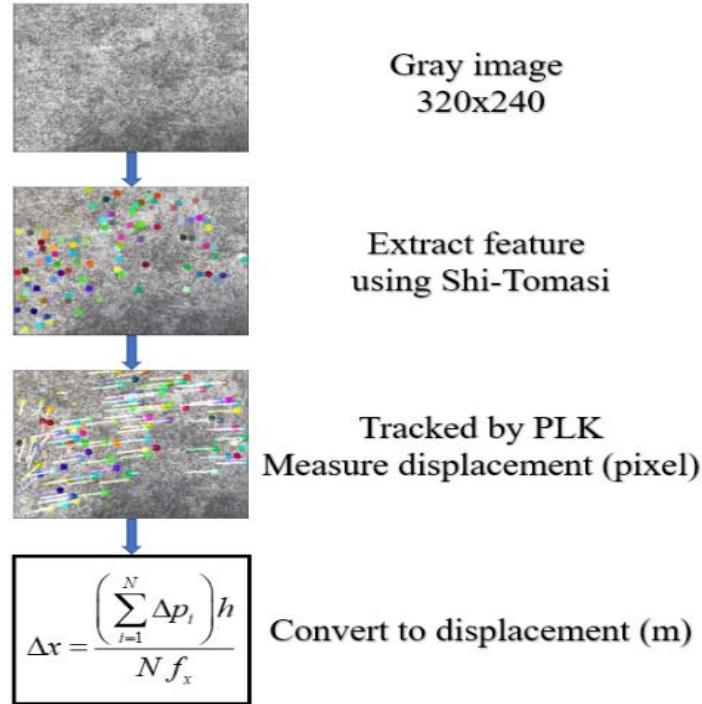 Gray image
320x240
Extract feature
using Shi-Tomasi
Tracked by PLK
Measure displacement (pixel)
Δx = (∑_{i=1}^{N} Δp_i) h / N f_x
Convert to displacement (m)